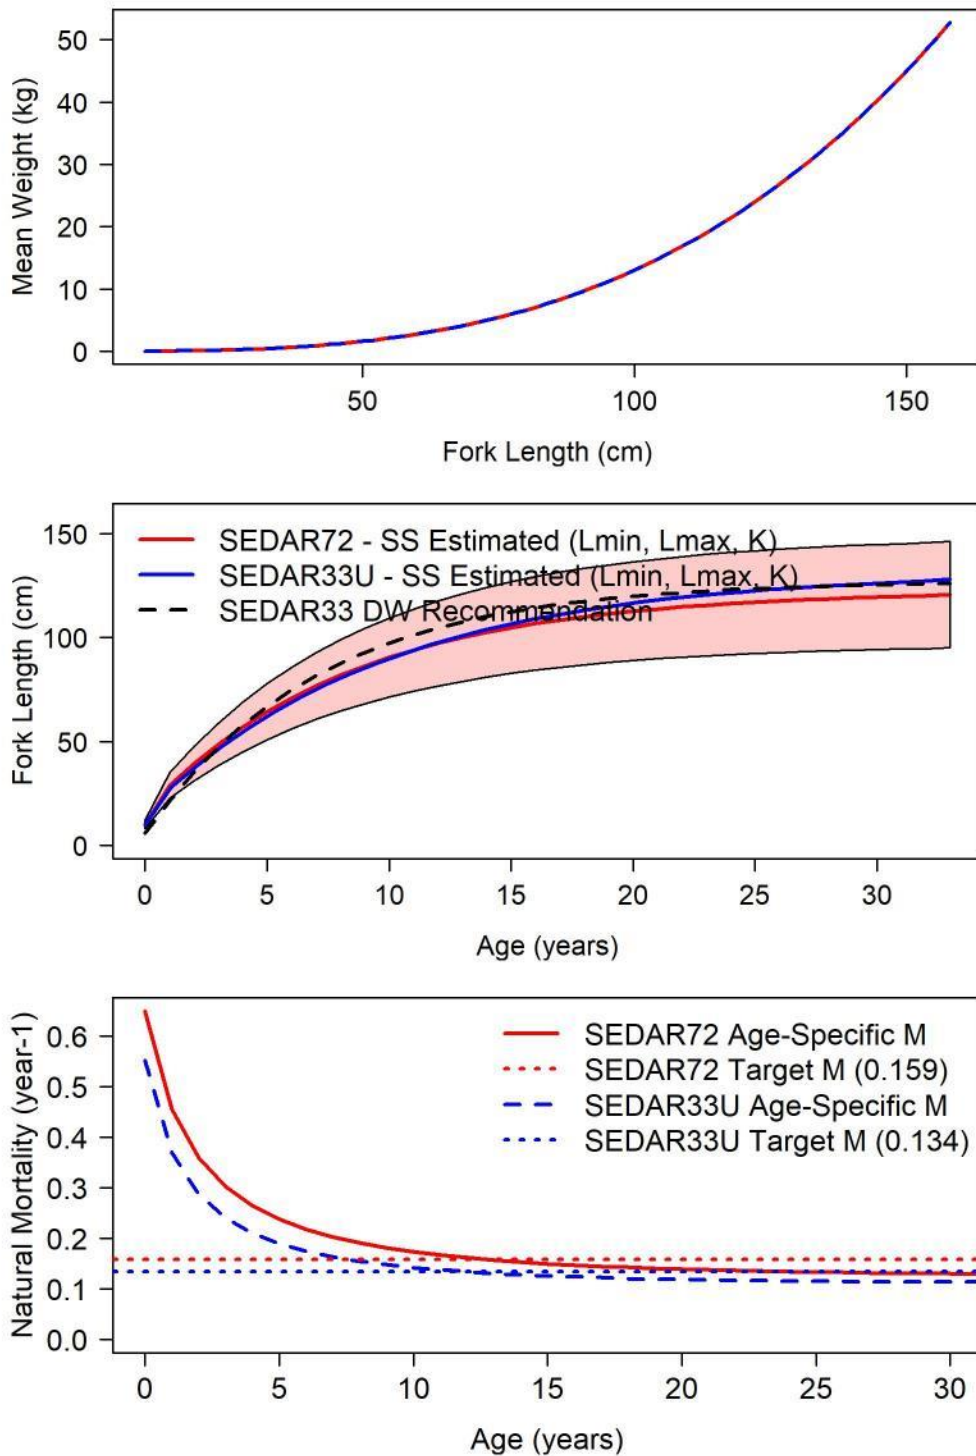 50
40
30
20
10
0
Mean Weight (kg)
50 100 150
Fork Length (cm)
150
100
50
0
Fork Length (cm)
SEDAR72 - SS Estimated (Lmin, Lmax, K)
SEDAR33U - SS Estimated (Lmin, Lmax, K)
SEDAR33 DW Recommendation
0 5 10 15 20 25 30
Age (years)
0.6
0.5
0.4
0.3
0.2
0.1
0.0
Natural Mortality (year-1)
SEDAR72 Age-Specific M
SEDAR72 Target M (0.159)
SEDAR33U Age-Specific M
SEDAR33U Target M (0.134)
0 5 10 15 20 25 30
Age (years)